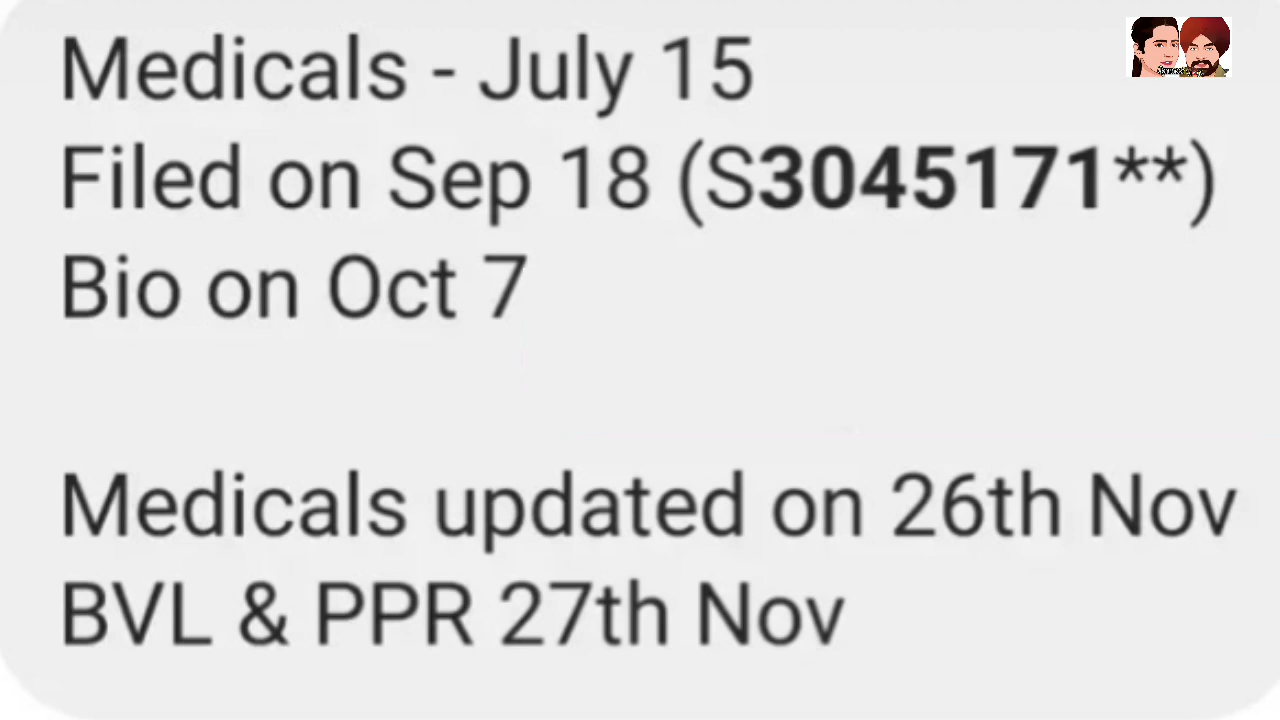 Medicals - July 15
Filed on Sep 18 (S3045171**)
Bio on Oct 7
Medicals updated on 26th Nov
BVL & PPR 27th Nov